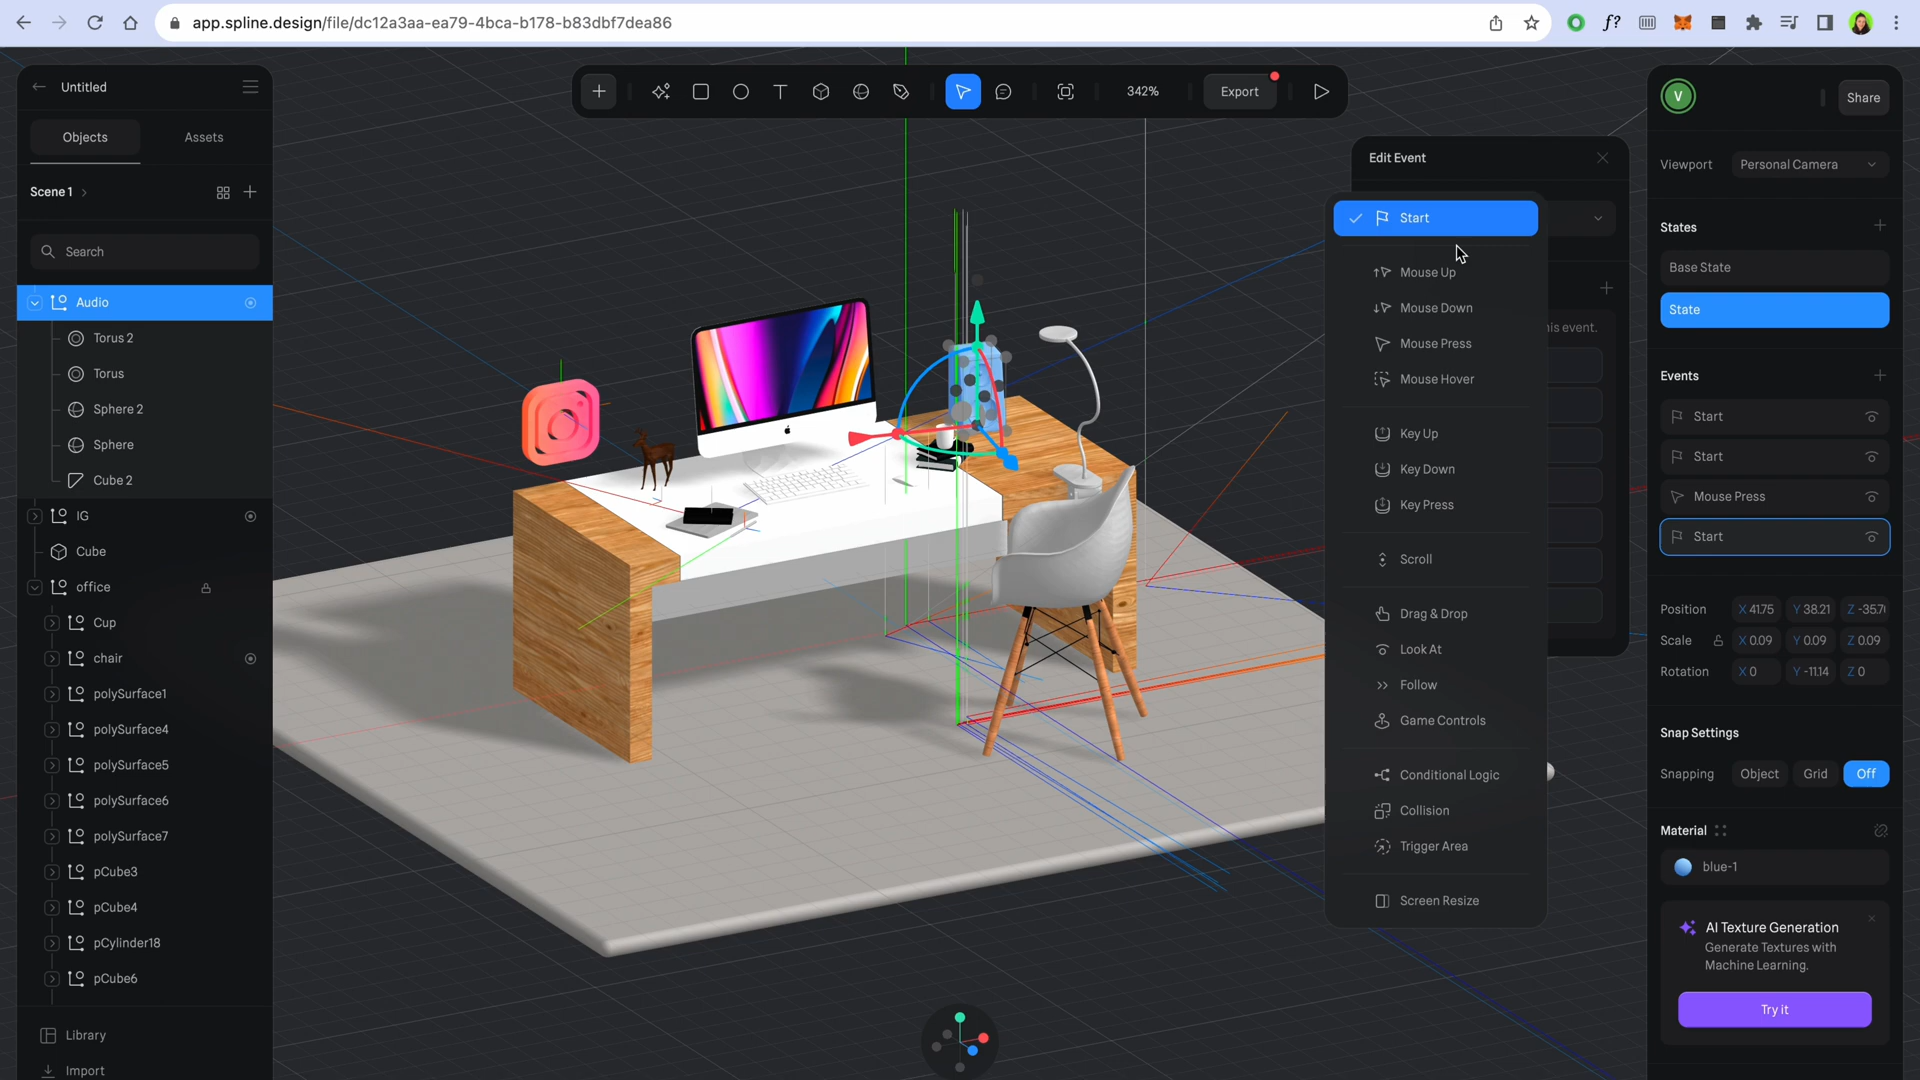 app.spline.design/file/dc12a3aa-ea79-4bca-b178-b83dbf7dea86
f?
Untitled
Objects
Assets
Scene 1
Search
Audio
Torus 2
Torus
Sphere 2
Sphere
Cube 2
IG
Cube
office
Cup
chair
polySurface1
polySurface4
polySurface5
polySurface6
polySurface7
pCube3
pCube4
pCylinder18
pCube6
Library
Import
T
342%
Export
Edit Event
Start
Mouse Up
Mouse Down
Mouse Press
Mouse Hover
Key Up
Key Down
Key Press
Scroll
Drag & Drop
Look At
Follow
Game Controls
Conditional Logic
Collision
Trigger Area
Screen Resize
his event.
V
Share
Viewport
Personal Camera
States
Base State
State
Events
Start
Start
Mouse Press
Start
Position X 41.75 Y 38.21 Z -35.7
Scale X 0.09 Y 0.09 Z 0.09
Rotation X 0 Y -11.14 Z 0
Snap Settings
Snapping Object Grid Off
Material
blue-1
AI Texture Generation
Generate Textures with
Machine Learning.
Try it